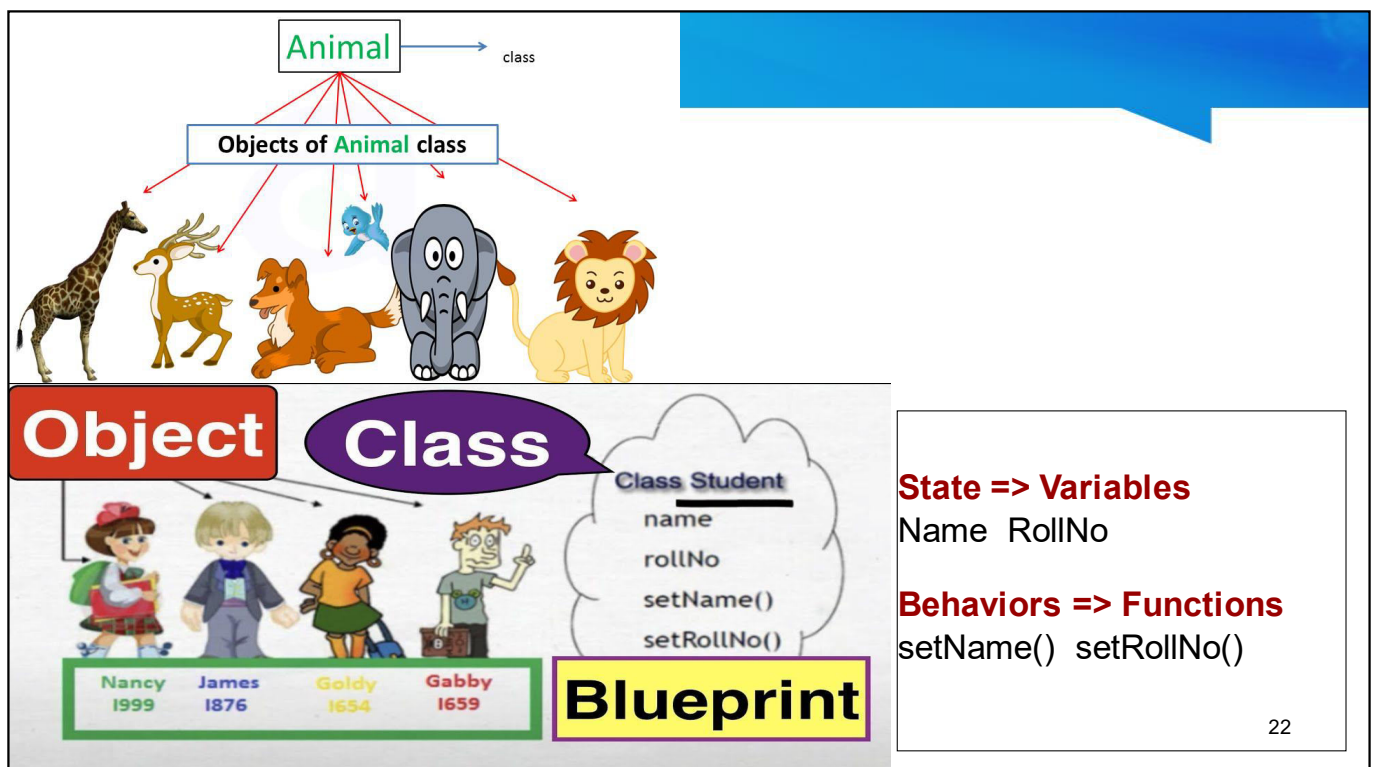 Animal
class
Objects of Animal class
Object
Class
Class Student
name
rollNo
setName()
setRollNo()
Nancy James Goldy Gabby
1999 1876 1654 1659
Blueprint
State => Variables
Name RollNo
Behaviors => Functions
setName() setRollNo()
22